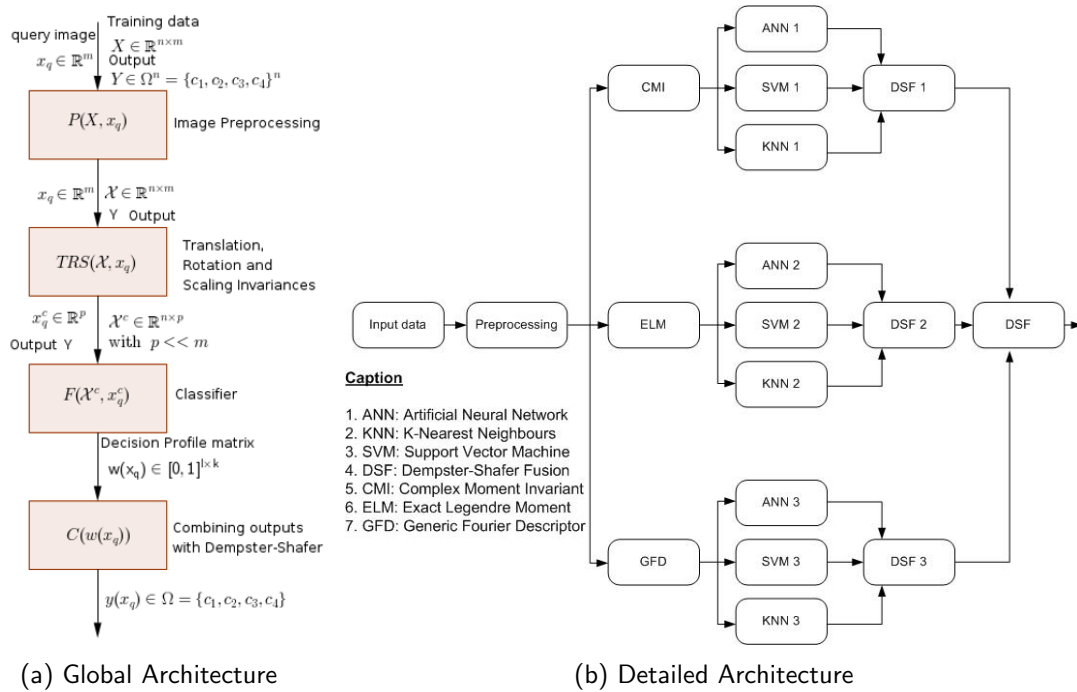 Training data
query image
X ∈ ℝ^{n×m}
x_q ∈ ℝ^m
Output
Y ∈ Ω^n = {c_1, c_2, c_3, c_4}^n
P(X, x_q)
Image Preprocessing
x_q ∈ ℝ^m
𝒳 ∈ ℝ^{n×m}
Y Output
TRS(𝒳, x_q)
Translation,
Rotation and
Scaling Invariances
x_q^c ∈ ℝ^p
𝒳^c ∈ ℝ^{n×p}
Output Y
with p << m
F(𝒳^c, x_q^c)
Classifier
Decision Profile matrix
w(x_q) ∈ [0, 1]^{l×k}
C(w(x_q))
Combining outputs
with Dempster-Shafer
y(x_q) ∈ Ω = {c_1, c_2, c_3, c_4}
(a) Global Architecture
Input data
Preprocessing
CMI
ANN 1
SVM 1
KNN 1
DSF 1
ELM
ANN 2
SVM 2
KNN 2
DSF 2
DSF
GFD
ANN 3
SVM 3
KNN 3
DSF 3
Caption
1. ANN: Artificial Neural Network
2. KNN: K-Nearest Neighbours
3. SVM: Support Vector Machine
4. DSF: Dempster-Shafer Fusion
5. CMI: Complex Moment Invariant
6. ELM: Exact Legendre Moment
7. GFD: Generic Fourier Descriptor
(b) Detailed Architecture